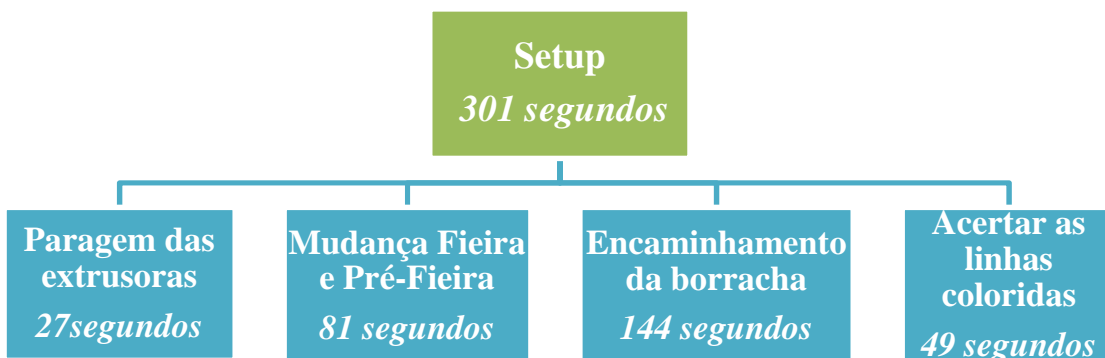 Setup
301 segundos
Paragem das
extrusoras
27segundos
Mudança Fieira
e Pré-Fieira
81 segundos
Encaminhamento
da borracha
144 segundos
Acertar as
linhas
coloridas
49 segundos